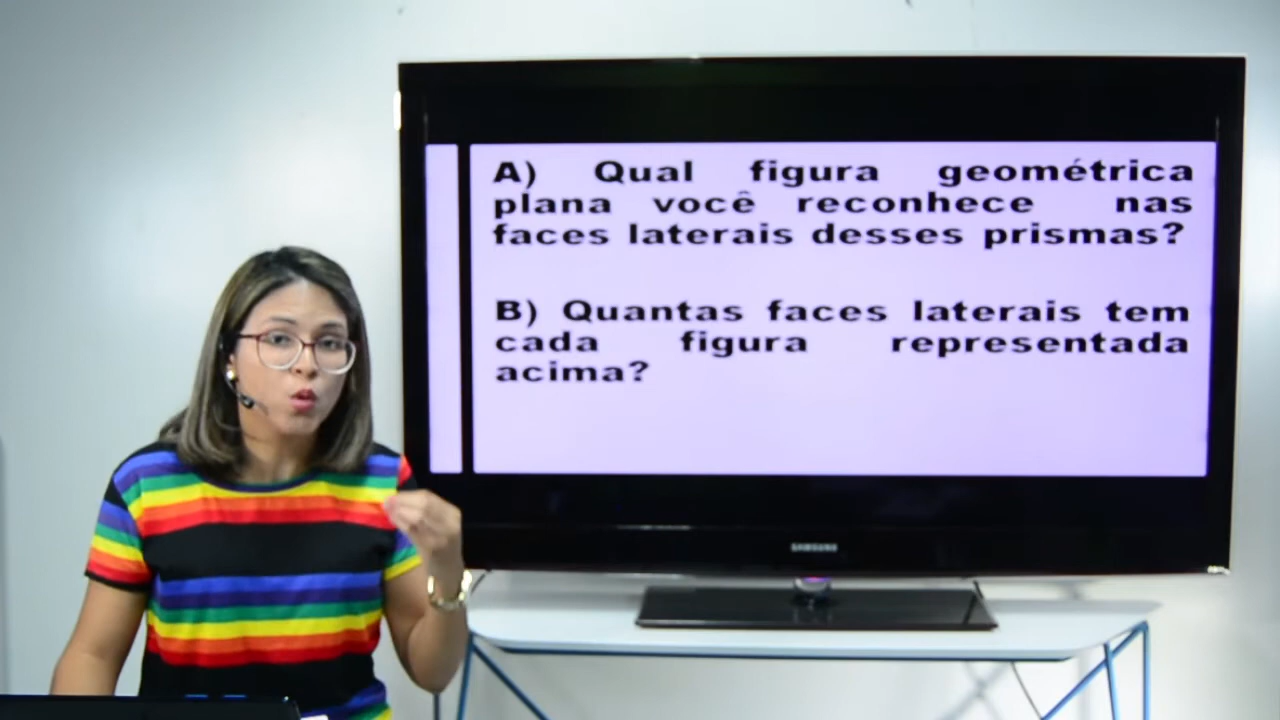 A) Qual figura geométrica
plana você reconhece nas
faces laterais desses prismas?
B) Quantas faces laterais tem
cada figura representada
acima?
SAMSUNG